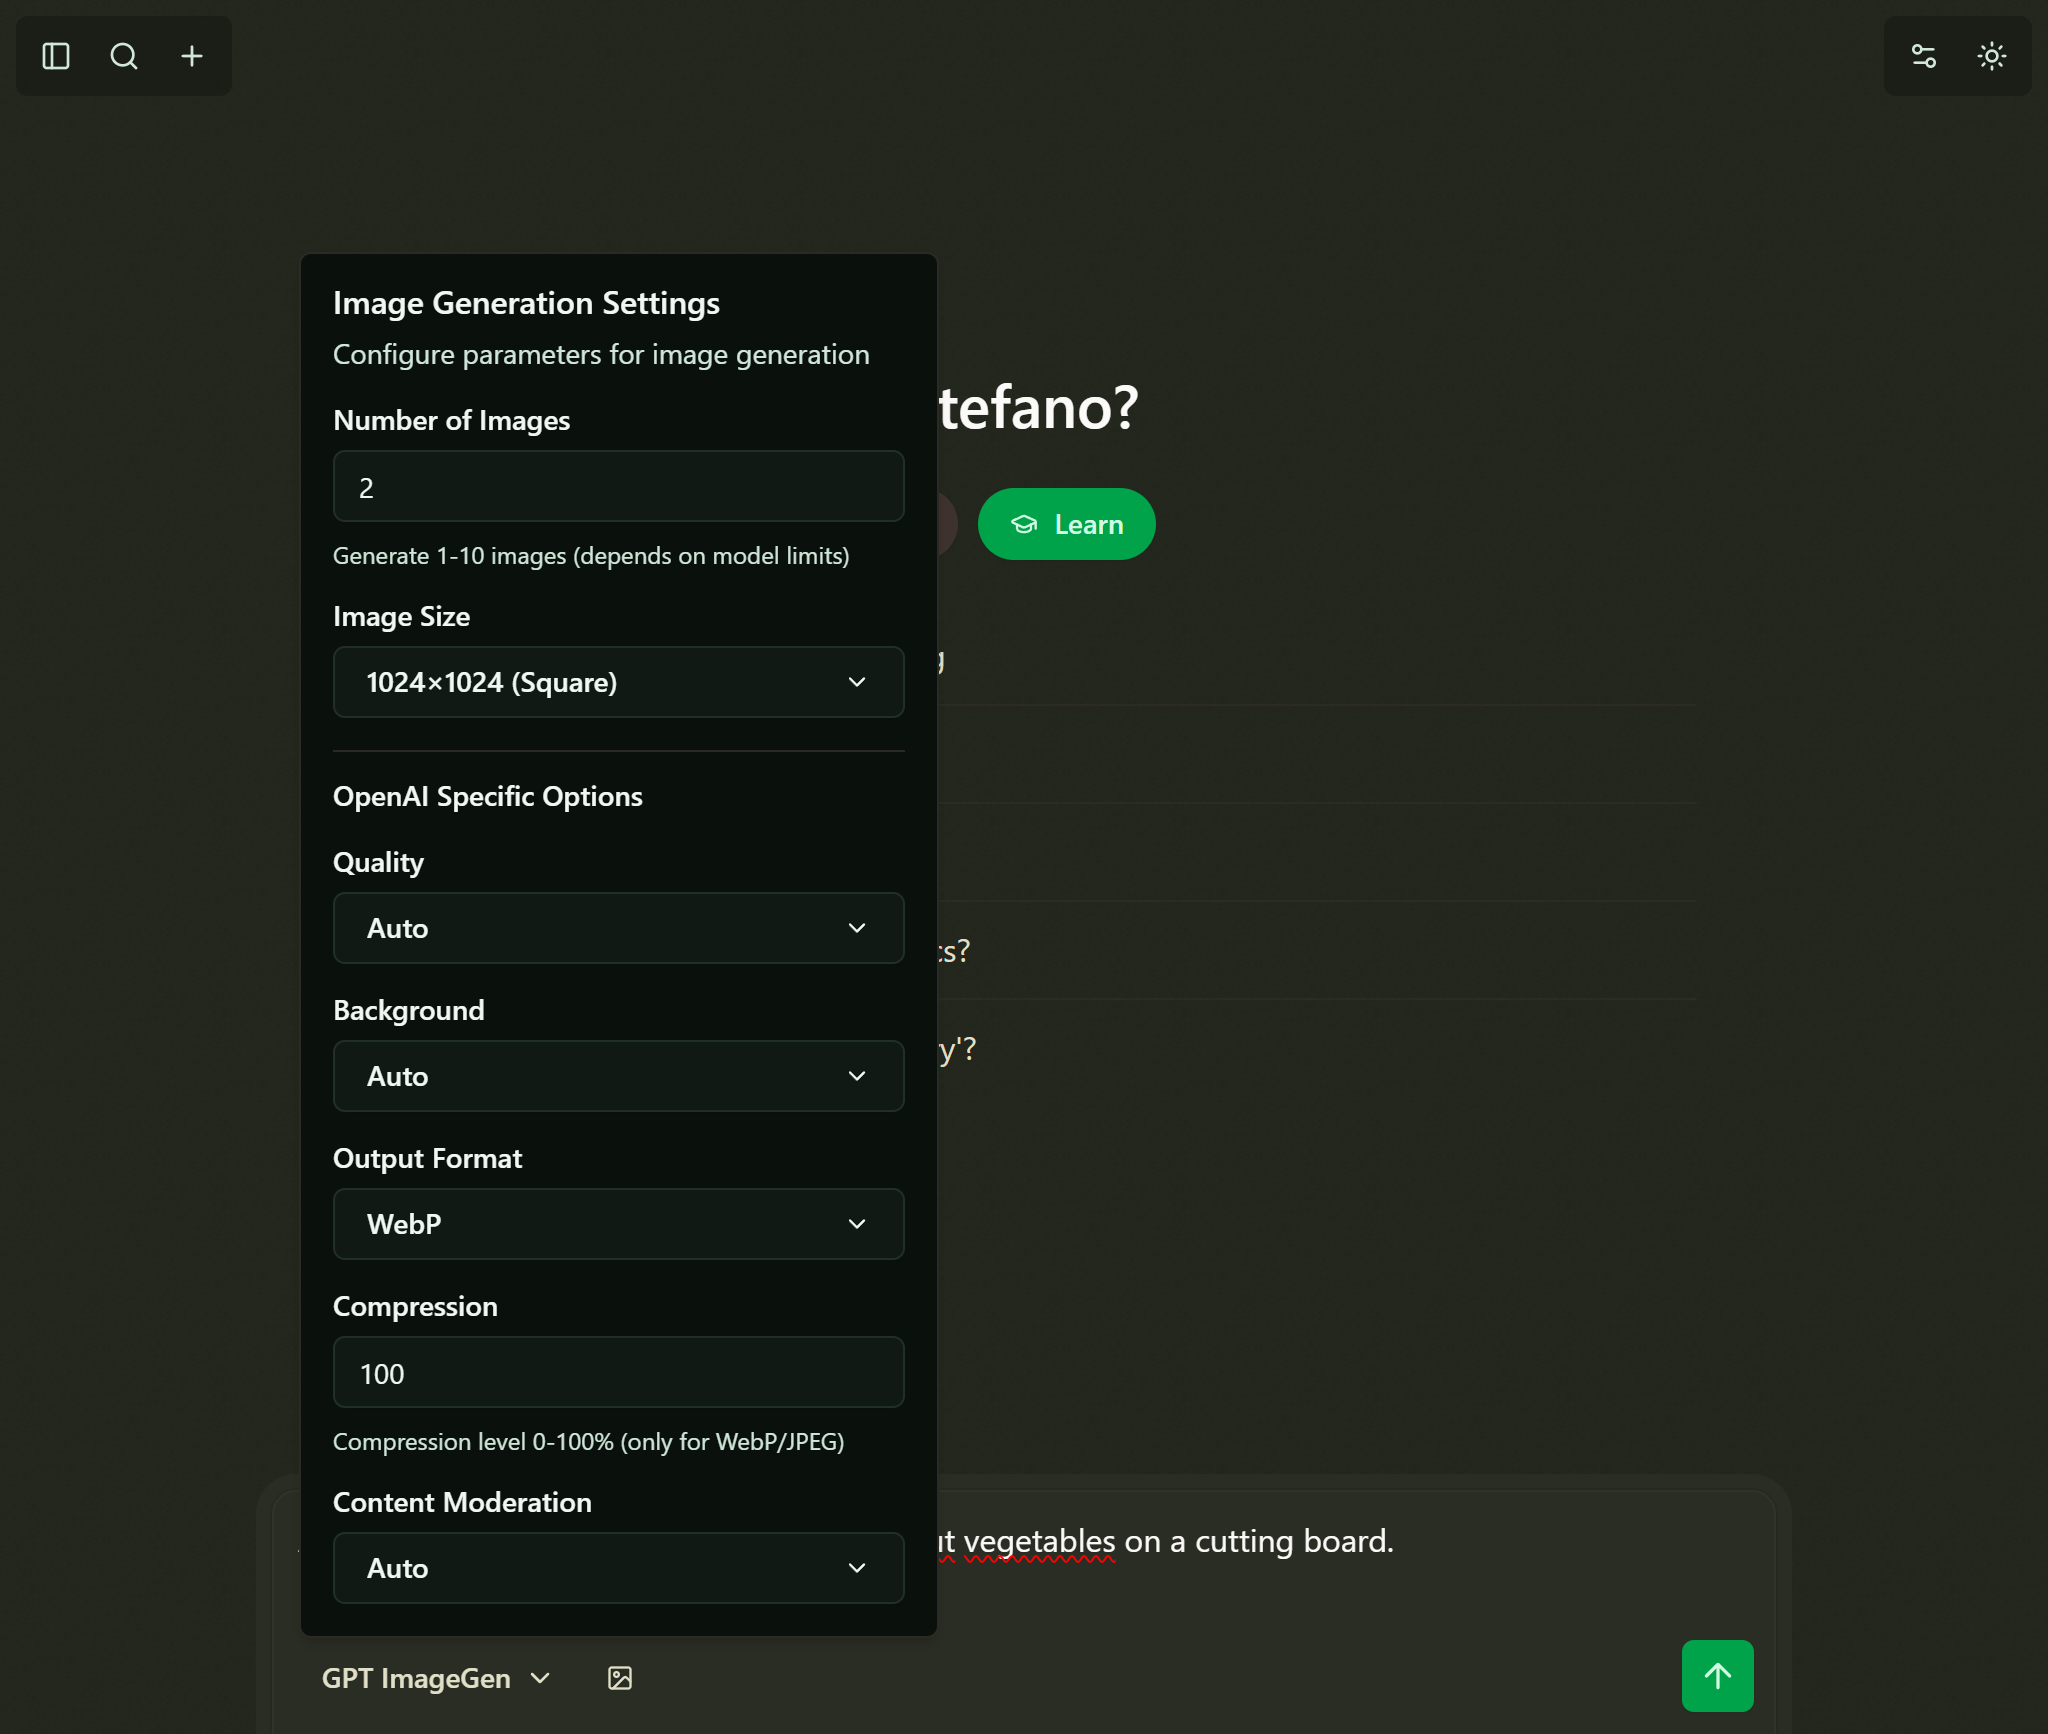 Image Generation Settings
Configure parameters for image generation
Number of Images
2
Generate 1-10 images (depends on model limits)
Image Size
1024×1024 (Square)
OpenAI Specific Options
Quality
Auto
Background
Auto
Output Format
WebP
Compression
100
Compression level 0-100% (only for WebP/JPEG)
Content Moderation
Auto
tefano?
Learn
vegetables on a cutting board.
GPT ImageGen